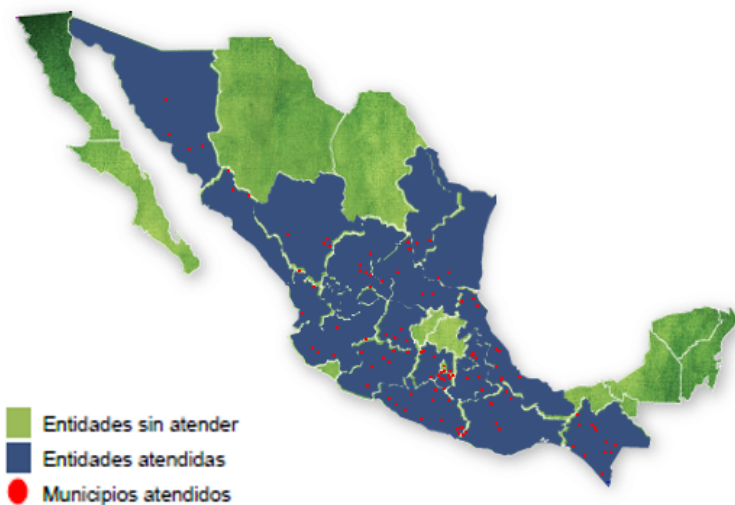 Entidades sin atender
Entidades atendidas
Municipios atendidos